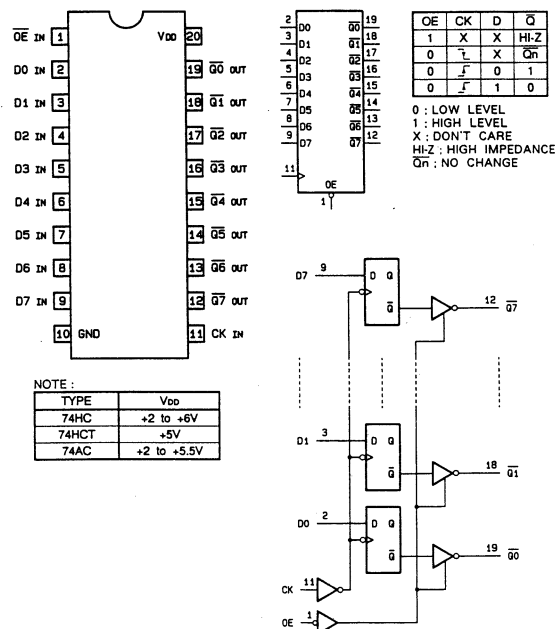 OE IN 1
VDD 20
D0 IN 2
19 Q0 OUT
D1 IN 3
18 Q1 OUT
D2 IN 4
17 Q2 OUT
D3 IN 5
16 Q3 OUT
D4 IN 6
15 Q4 OUT
D5 IN 7
14 Q5 OUT
D6 IN 8
13 Q6 OUT
D7 IN 9
12 Q7 OUT
10 GND
11 CK IN
NOTE :
TYPE VDD
74HC +2 to +6V
74HCT +5V
74AC +2 to +5.5V
2 D0 Q0 19
3 D1 Q1 18
4 D2 Q2 17
5 D3 Q3 16
6 D4 Q4 15
7 D5 Q5 14
8 D6 Q6 13
9 D7 Q7 12
11
OE
1
OE CK D Q
1 X X HI-Z
0 X Qn
0 0 1
0 1 0
0 : LOW LEVEL
1 : HIGH LEVEL
X : DON'T CARE
HI-Z : HIGH IMPEDANCE
Qn : NO CHANGE
D7 9 D Q
Q 12 Q7
D1 3 D Q
Q 18 Q1
D0 2 D Q
Q 19 Q0
CK 11
OE 1